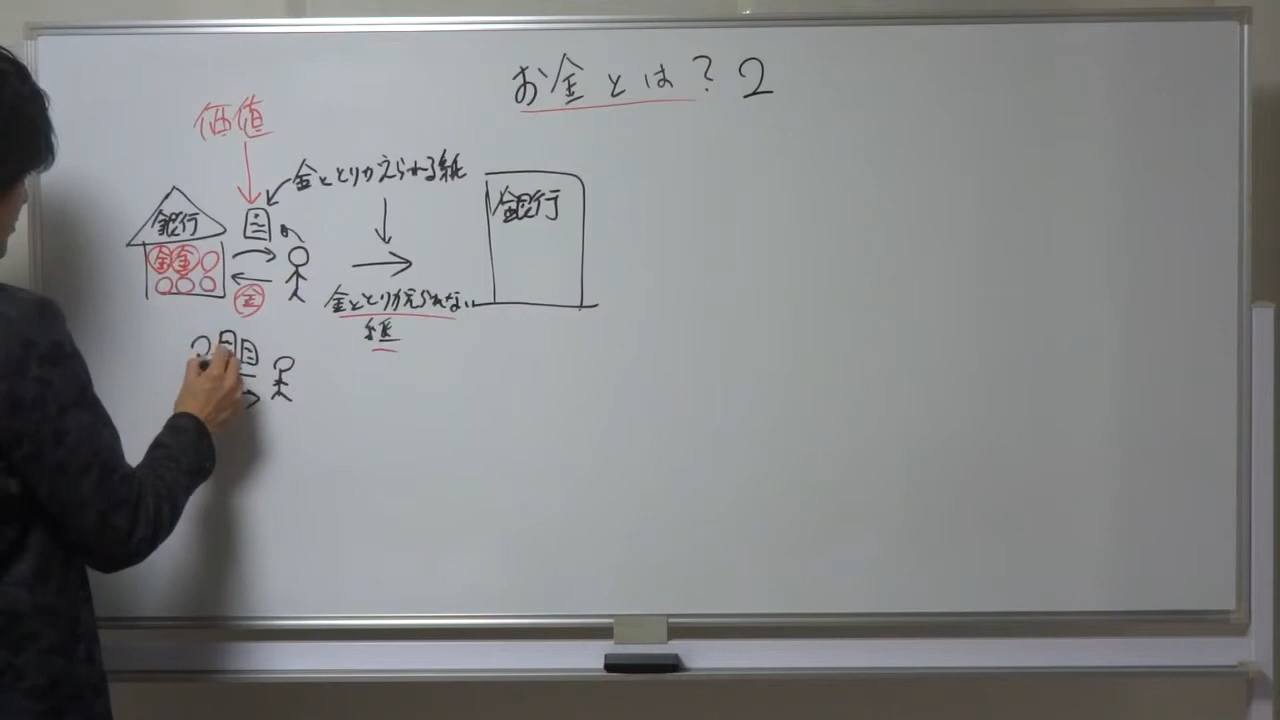 お金とは？2
価値
金ととりかえられる紙
銀行
金金
金
金ととりかえられない
紙
銀行